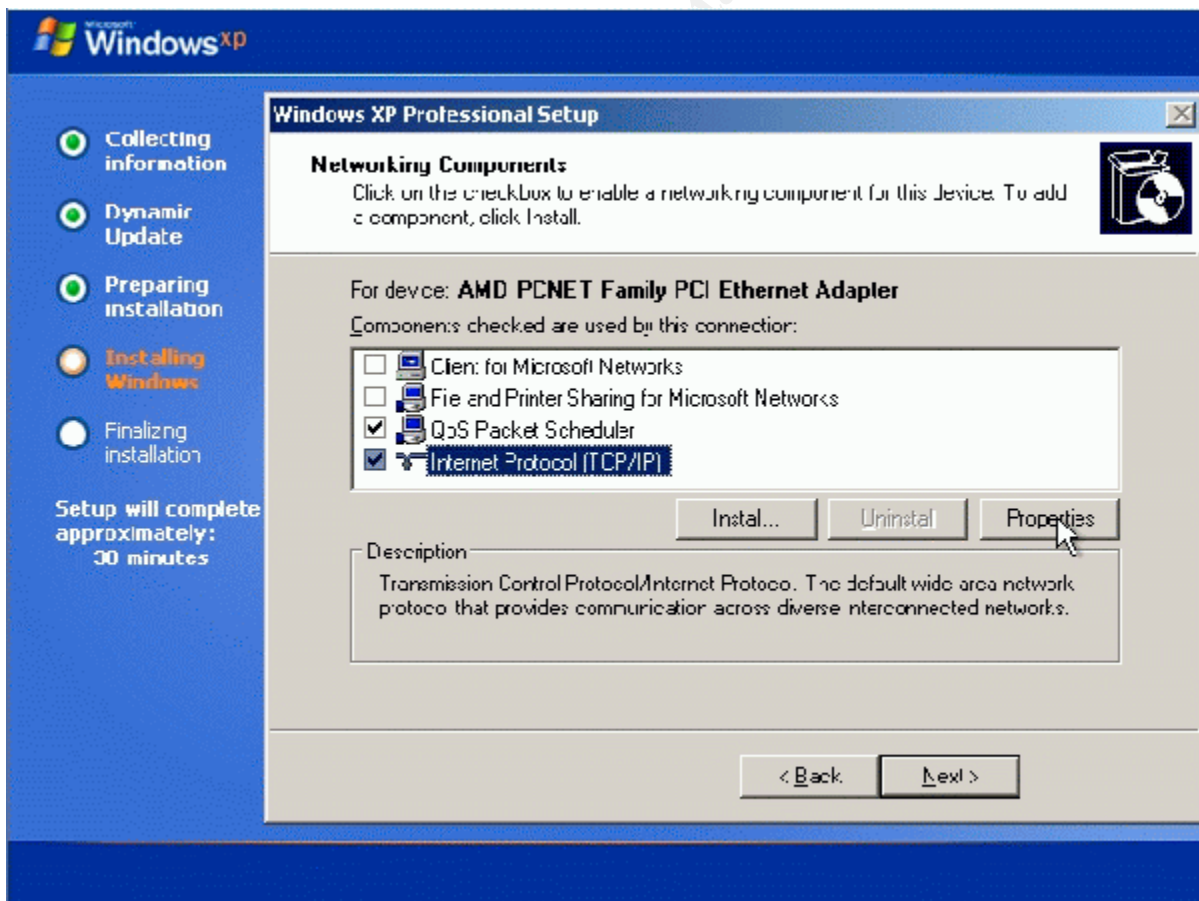 Microsoft
Windows xp
Collecting
information
Dynamic
Update
Preparing
installation
Installing
Windows
Finalizing
installation
Setup will complete
approximately:
30 minutes
Windows XP Professional Setup
Networking Components
Click on the checkbox to enable a networking component for this device. To add
a component, click Install.
For device: AMD PCNET Family PCI Ethernet Adapter
Components checked are used by this connection:
Client for Microsoft Networks
File and Printer Sharing for Microsoft Networks
QoS Packet Scheduler
Internet Protocol (TCP/IP)
Install...
Uninstall
Properties
Description
Transmission Control Protocol/Internet Protocol. The default wide area network
protocol that provides communication across diverse interconnected networks.
< Back
Next >